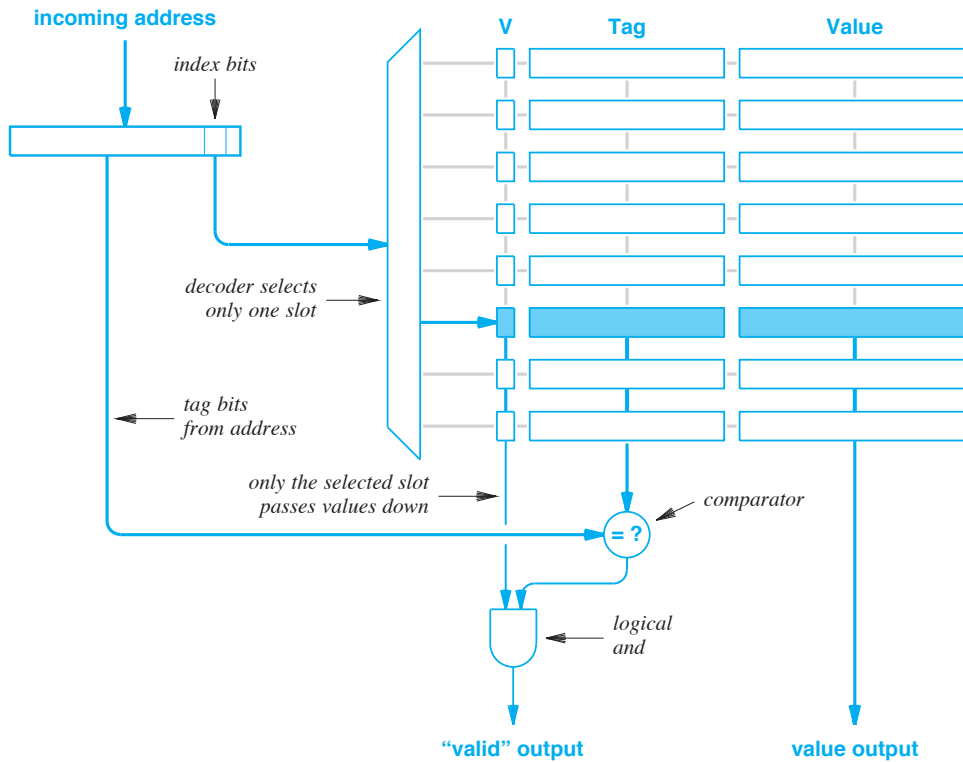 incoming address
index bits
V
Tag
Value
decoder selects
only one slot
tag bits
from address
only the selected slot
passes values down
comparator
= ?
logical
and
“valid” output
value output